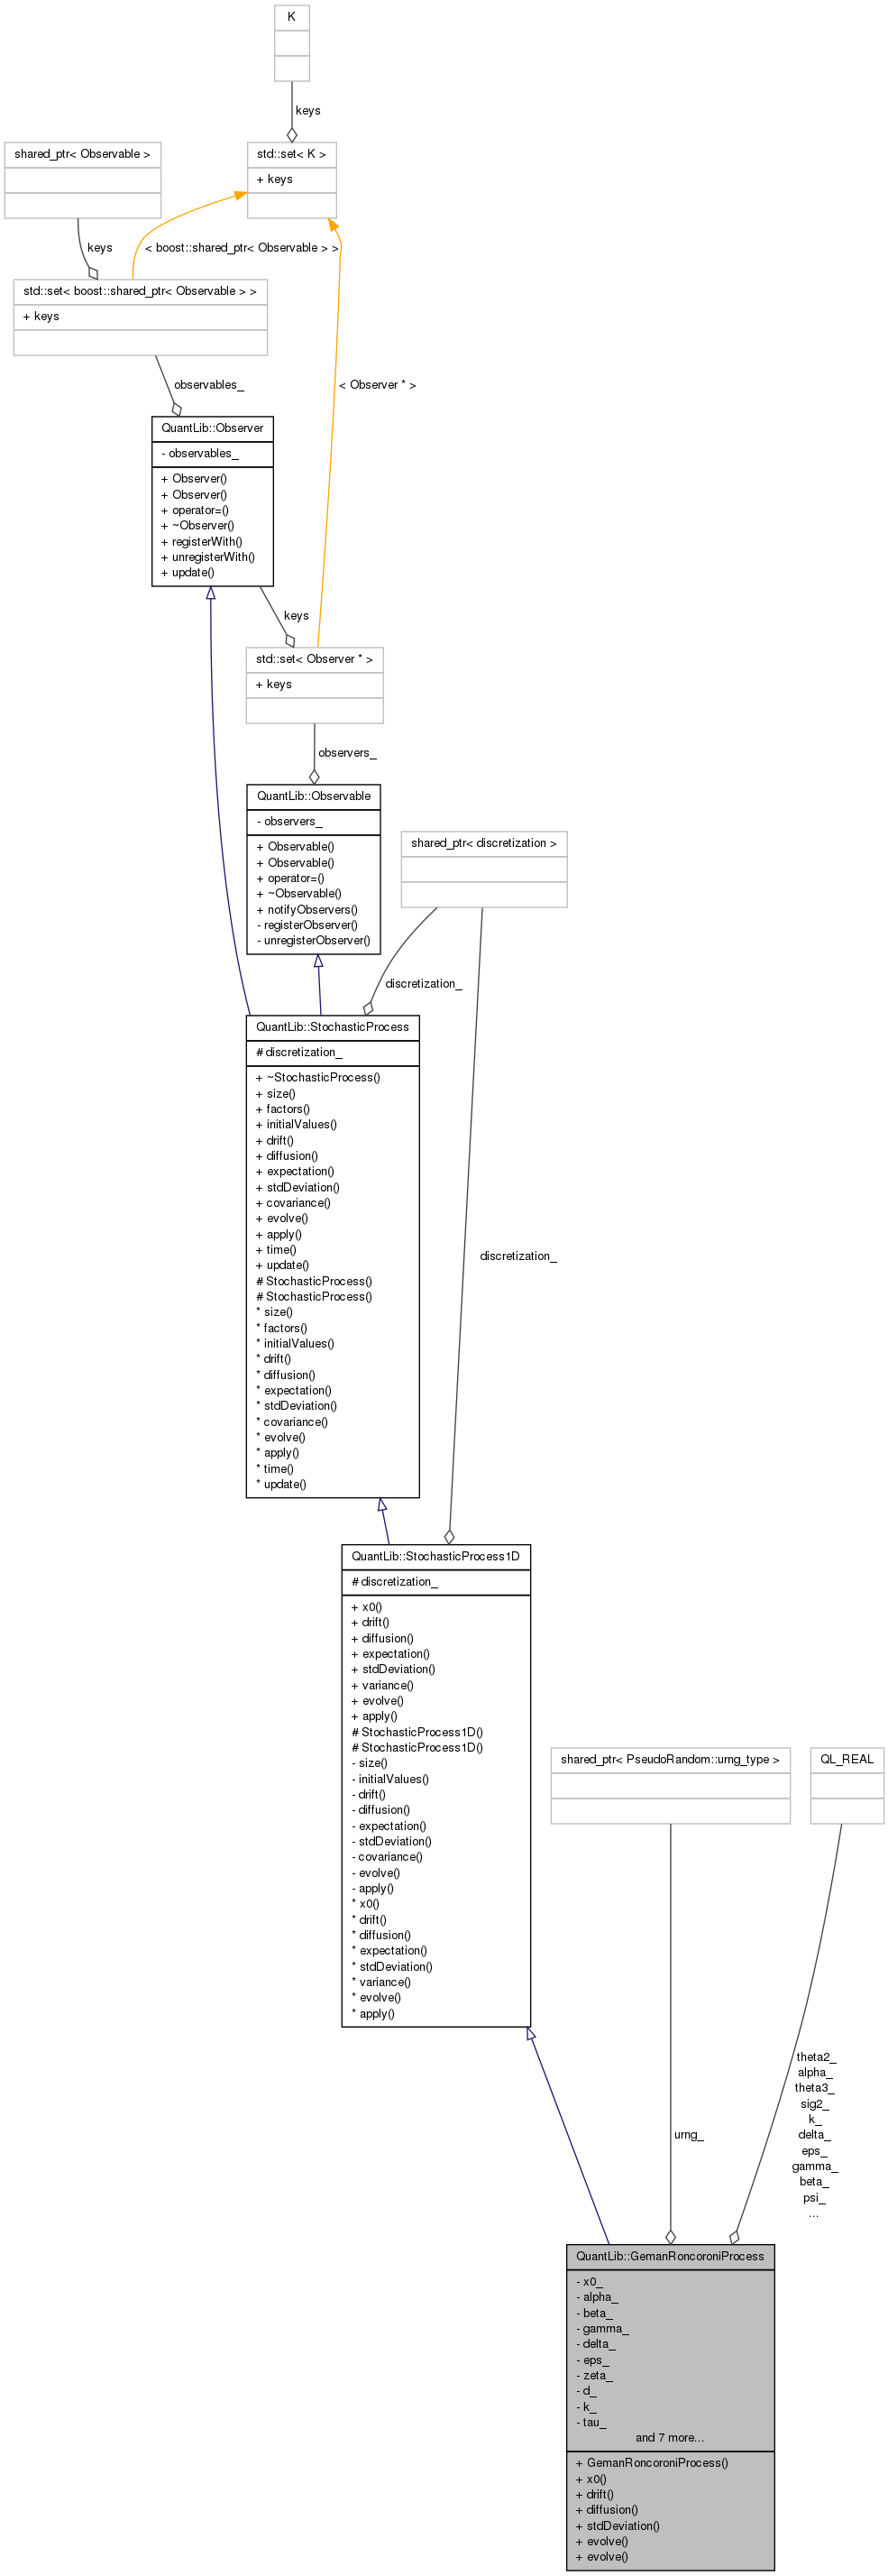 K
keys
std::set< K >
+ keys
shared_ptr< Observable >
keys
< boost::shared_ptr< Observable > >
std::set< boost::shared_ptr< Observable > >
+ keys
observables_
< Observer * >
QuantLib::Observer
- observables_
+ Observer()
+ Observer()
+ operator=()
+ ~Observer()
+ registerWith()
+ unregisterWith()
+ update()
keys
std::set< Observer * >
+ keys
observers_
QuantLib::Observable
- observers_
+ Observable()
+ Observable()
+ operator=()
+ ~Observable()
+ notifyObservers()
- registerObserver()
- unregisterObserver()
shared_ptr< discretization >
discretization_
QuantLib::StochasticProcess
# discretization_
+ ~StochasticProcess()
+ size()
+ factors()
+ initialValues()
+ drift()
+ diffusion()
+ expectation()
+ stdDeviation()
+ covariance()
+ evolve()
+ apply()
+ time()
+ update()
# StochasticProcess()
# StochasticProcess()
* size()
* factors()
* initialValues()
* drift()
* diffusion()
* expectation()
* stdDeviation()
* covariance()
* evolve()
* apply()
* time()
* update()
discretization_
QuantLib::StochasticProcess1D
# discretization_
+ x0()
+ drift()
+ diffusion()
+ expectation()
+ stdDeviation()
+ variance()
+ evolve()
+ apply()
# StochasticProcess1D()
# StochasticProcess1D()
- size()
- initialValues()
- drift()
- diffusion()
- expectation()
- stdDeviation()
- covariance()
- evolve()
- apply()
* x0()
* drift()
* diffusion()
* expectation()
* stdDeviation()
* variance()
* evolve()
* apply()
shared_ptr< PseudoRandom::urng_type >
QL_REAL
urng_
theta2_
alpha_
theta3_
sig2_
k_
delta_
eps_
gamma_
beta_
psi_
...
QuantLib::GemanRoncoroniProcess
- x0_
- alpha_
- beta_
- gamma_
- delta_
- eps_
- zeta_
- d_
- k_
- tau_
and 7 more...
+ GemanRoncoroniProcess()
+ x0()
+ drift()
+ diffusion()
+ stdDeviation()
+ evolve()
+ evolve()